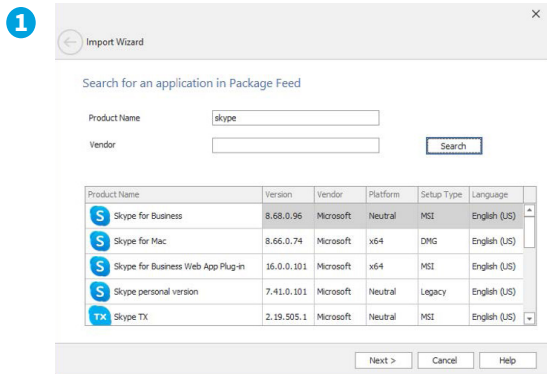 1
Import Wizard
Search for an application in Package Feed
Product Name skype
Vendor Search
Product Name Version Vendor Platform Setup Type Language
S Skype for Business 8.68.0.96 Microsoft Neutral MSI English (US)
S Skype for Mac 8.66.0.74 Microsoft x64 DMG English (US)
S Skype for Business Web App Plug-in 16.0.0.101 Microsoft x64 MSI English (US)
S Skype personal version 7.41.0.101 Microsoft Neutral Legacy English (US)
TX Skype TX 2.19.505.1 Microsoft Neutral MSI English (US)
Next > Cancel Help